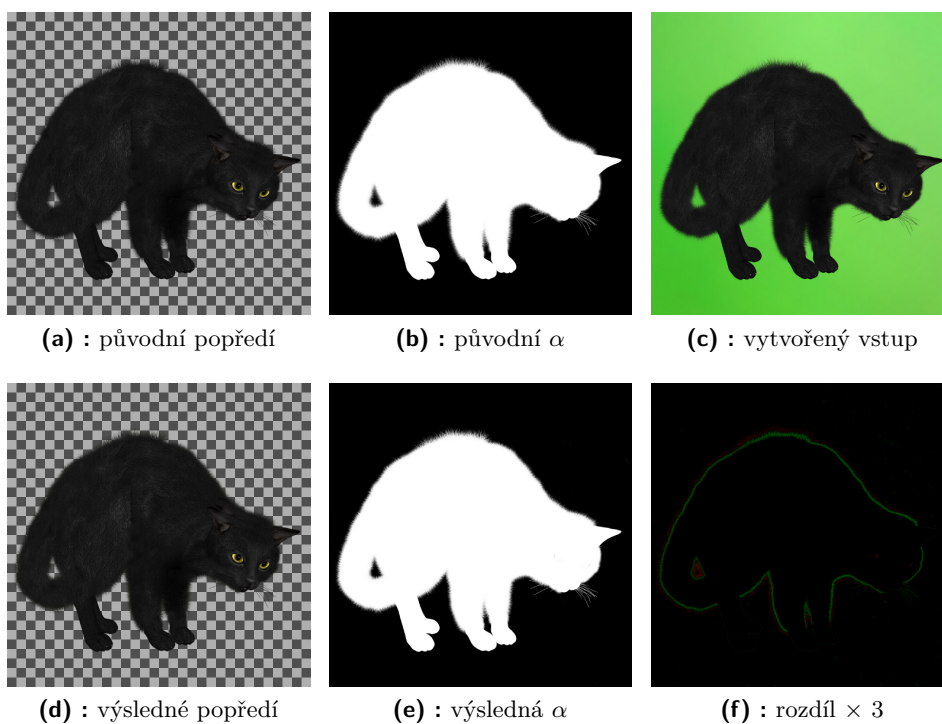 (a) : původní popředí
(b) : původní α
(c) : vytvořený vstup
(d) : výsledné popředí
(e) : výsledná α
(f) : rozdíl × 3